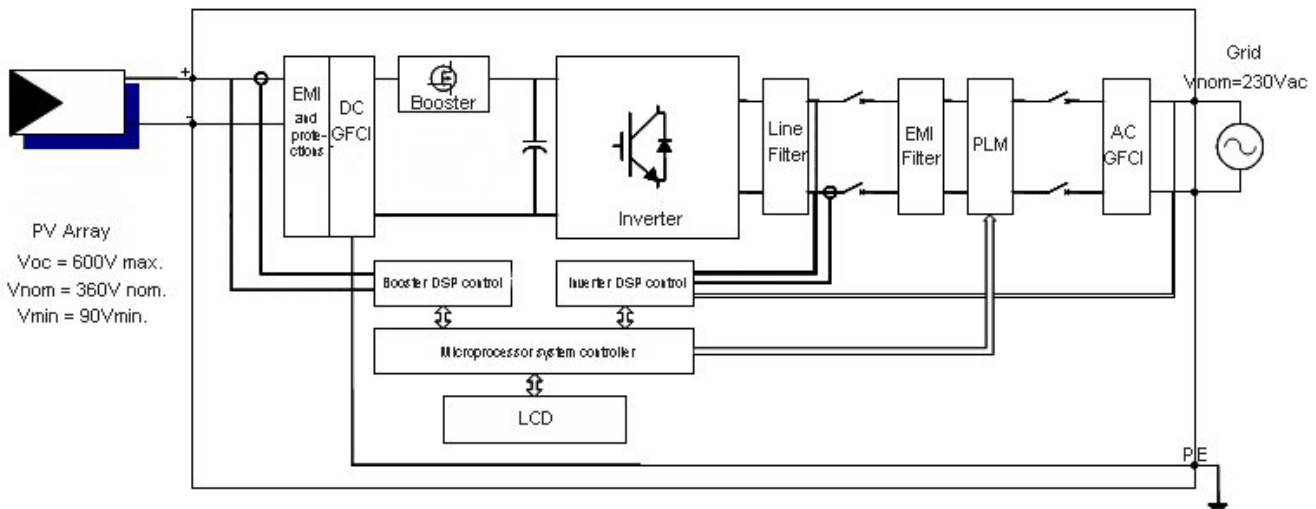 Grid
Vnom=230Vac
+
-
EMI
and
prote-
ctions
DC
GFCI
Booster
Inverter
Line
Filter
EMI
Filter
PLM
AC
GFCI
PV Array
Voc = 600V max.
Vnom = 360V nom.
Vmin = 90Vmin.
Booster DSP control
Inverter DSP control
Microprocessor system controller
LCD
PE